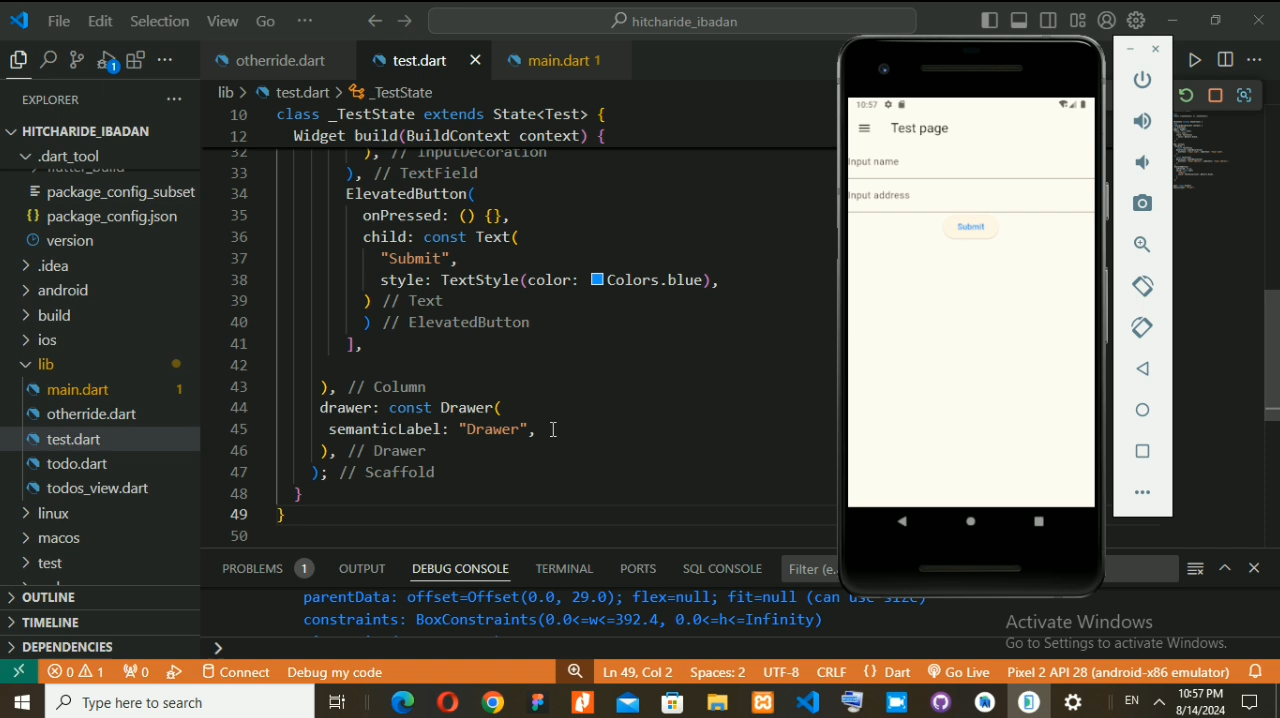 File Edit Selection View Go ··· hitcharide_ibadan
otherride.dart test.dart main.dart 1
EXPLORER
lib > test.dart > _TestState
HITCHARIDE_IBADAN
.dart_tool
package_config_subset
package_config.json
version
.idea
android
build
ios
lib
main.dart 1
otherride.dart
test.dart
todo.dart
todos_view.dart
linux
macos
test
OUTLINE
TIMELINE
DEPENDENCIES
10 class _TestState extends State<Test> {
12 Widget build(BuildContext context) {
32 ), // InputDecoration
33 ), // TextField
34 ElevatedButton(
35 onPressed: () {},
36 child: const Text(
37 "Submit",
38 style: TextStyle(color: Colors.blue),
39 ) // Text
40 ) // ElevatedButton
41 ],
42
43 ), // Column
44 drawer: const Drawer(
45 semanticLabel: "Drawer",
46 ), // Drawer
47 ); // Scaffold
48 }
49 }
50
10:57
Test page
Input name
Input address
Submit
PROBLEMS 1 OUTPUT DEBUG CONSOLE TERMINAL PORTS SQL CONSOLE Filter (e.
parentData: offset=Offset(0.0, 29.0); flex=null; fit=null (can use size)
constraints: BoxConstraints(0.0<=w<=392.4, 0.0<=h<=Infinity)
Activate Windows
Go to Settings to activate Windows.
0 1 0 Connect Debug my code Ln 49, Col 2 Spaces: 2 UTF-8 CRLF {} Dart Go Live Pixel 2 API 28 (android-x86 emulator)
Type here to search EN 10:57 PM
8/14/2024